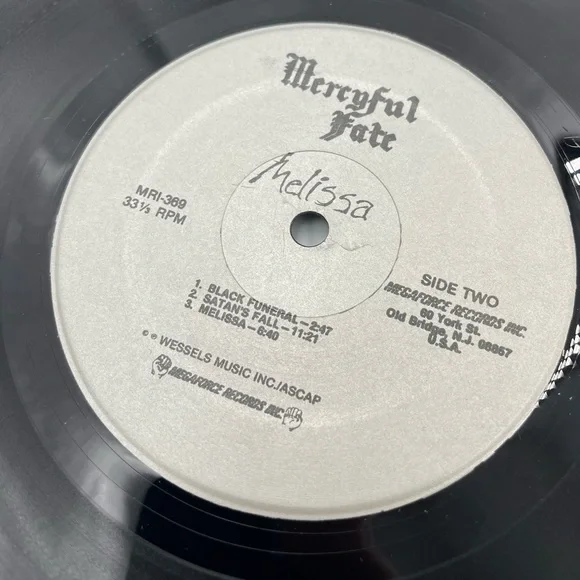 Mercyful
Fate
Melissa
MRI-369
33⅓ RPM
SIDE TWO
MEGAFORCE RECORDS INC.
60 York St.
Old Bridge, N.J. 08857
U.S.A.
1. BLACK FUNERAL—2:47
2. SATAN'S FALL—11:21
3. MELISSA—6:40
© ℗ WESSELS MUSIC INC./ASCAP
MEGAFORCE RECORDS INC.